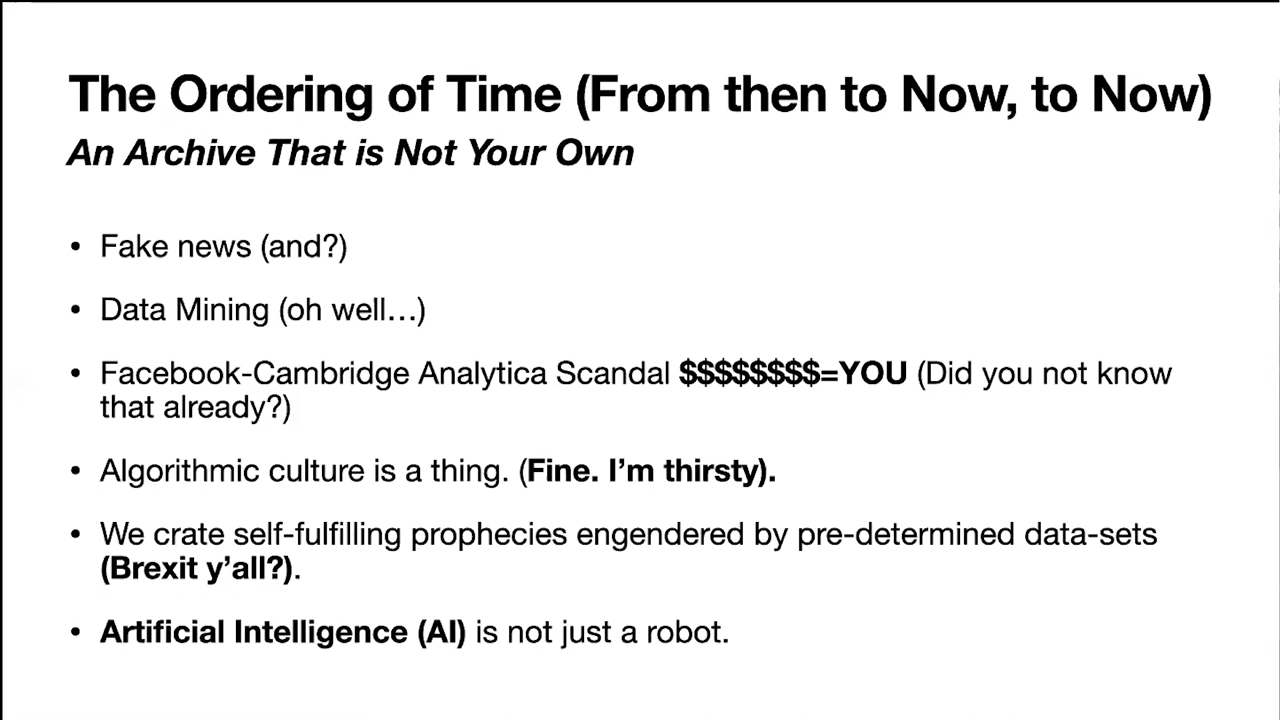 The Ordering of Time (From then to Now, to Now)
An Archive That is Not Your Own
• Fake news (and?)
• Data Mining (oh well…)
• Facebook-Cambridge Analytica Scandal $$$$$$$$=YOU (Did you not know
that already?)
• Algorithmic culture is a thing. (Fine. I’m thirsty).
• We crate self-fulfilling prophecies engendered by pre-determined data-sets
(Brexit y’all?).
• Artificial Intelligence (AI) is not just a robot.